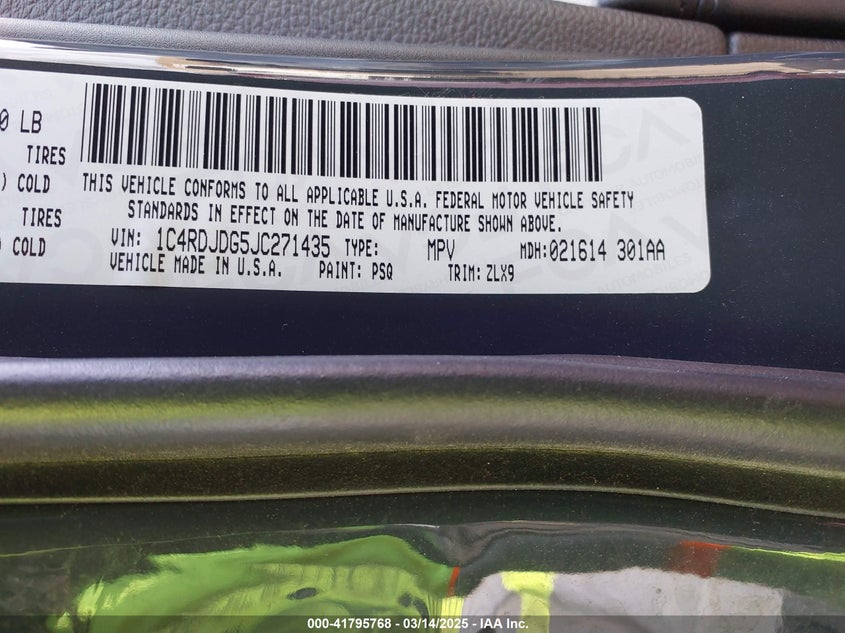 0 LB
TIRES
) COLD
TIRES
) COLD
THIS VEHICLE CONFORMS TO ALL APPLICABLE U.S.A. FEDERAL MOTOR VEHICLE SAFETY
STANDARDS IN EFFECT ON THE DATE OF MANUFACTURE SHOWN ABOVE.
VIN: 1C4RDJDG5JC271435 TYPE: MPV MDH:021614 301AA
VEHICLE MADE IN U.S.A. PAINT: PSQ TRIM: ZLX9
000-41795768 - 03/14/2025 - IAA Inc.